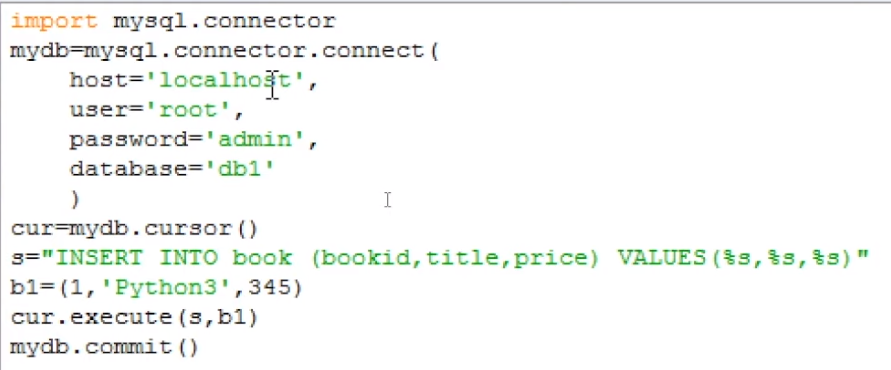 import mysql.connector
mydb=mysql.connector.connect(
    host='localhost',
    user='root',
    password='admin',
    database='db1'
    )
cur=mydb.cursor()
s="INSERT INTO book (bookid,title,price) VALUES(%s,%s,%s)"
b1=(1,'Python3',345)
cur.execute(s,b1)
mydb.commit()